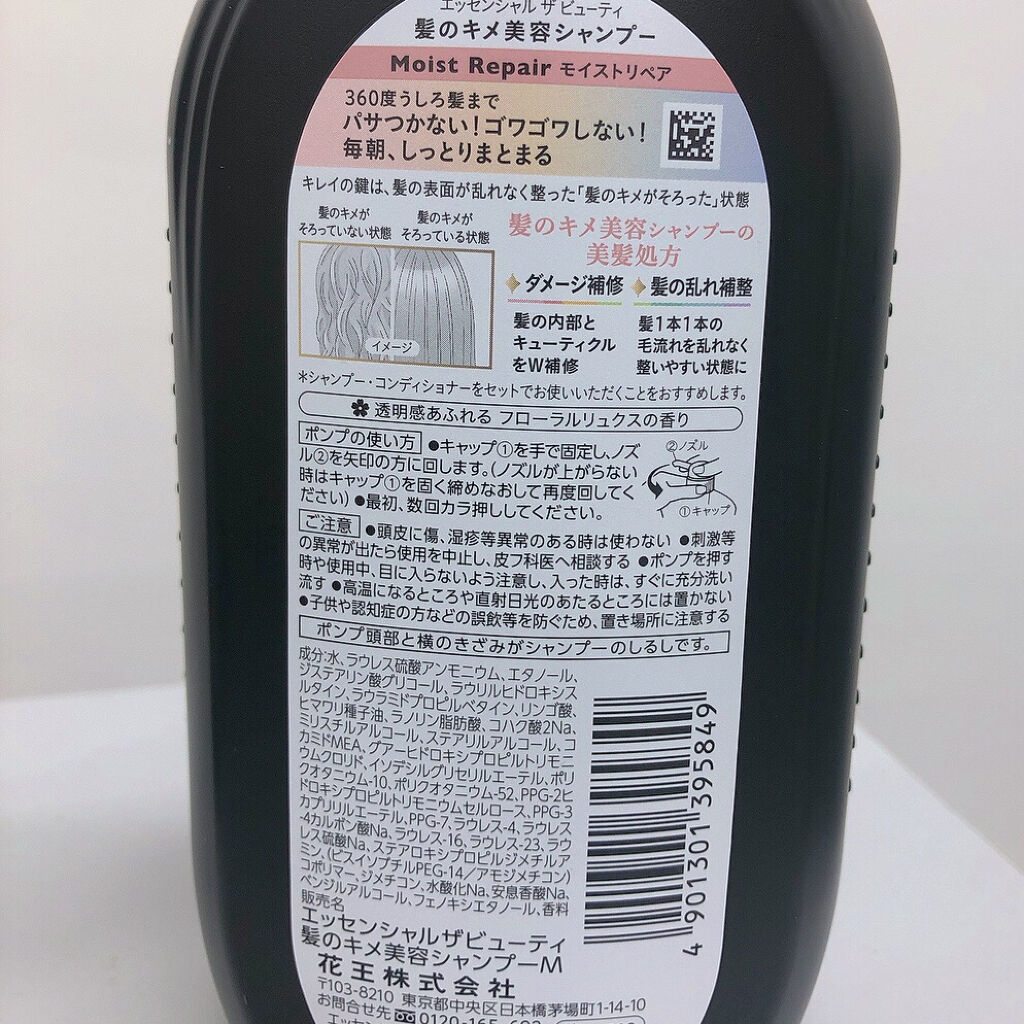 エッセンシャル ザ ビューティ
髪のキメ美容シャンプー
Moist Repair モイストリペア
360度うしろ髪まで
パサつかない！ゴワゴワしない！
毎朝、しっとりまとまる
キレイの鍵は、髪の表面が乱れなく整った「髪のキメがそろった」状態
髪のキメが
そろっていない状態
髪のキメが
そろっている状態
イメージ
髪のキメ美容シャンプーの
美髪処方
ダメージ補修
髪の内部と
キューティクル
をW補修
髪の乱れ補整
髪1本1本の
毛流れを乱れなく
整いやすい状態に
*シャンプー・コンディショナーをセットでお使いいただくことをおすすめします。
透明感あふれる フローラルリュクスの香り
ポンプの使い方 ●キャップ①を手で固定し、ノズ
ル②を矢印の方に回します。(ノズルが上がらない
時はキャップ①を固く締めなおして再度回してく
ださい) ●最初、数回カラ押ししてください。
②ノズル
①キャップ
ご注意 ●頭皮に傷、湿疹等異常のある時は使わない ●刺激等
の異常が出たら使用を中止し、皮フ科医へ相談する ●ポンプを押す
時や使用中、目に入らないよう注意し、入った時は、すぐに充分洗い
流す ●高温になるところや直射日光のあたるところには置かない
●子供や認知症の方などの誤飲等を防ぐため、置き場所に注意する
ポンプ頭部と横のきざみがシャンプーのしるしです。
成分:水、ラウレス硫酸アンモニウム、エタノール、
ジステアリン酸グリコール、ラウリルヒドロキシス
ルタイン、ラウラミドプロピルベタイン、リンゴ酸、
ヒマワリ種子油、ラノリン脂肪酸、コハク酸2Na、
ミリスチルアルコール、ステアリルアルコール、コ
カミドMEA、グアーヒドロキシプロピルトリモニ
ウムクロリド、イソデシルグリセリルエーテル、ポリ
クオタニウム-10、ポリクオタニウム-52、PPG-2ヒ
ドロキシプロピルトリモニウムセルロース、PPG-3
カプリリルエーテル、PPG-7、ラウレス-4、ラウレス
-4カルボン酸Na、ラウレス-16、ラウレス-23、ラウ
レス硫酸Na、ステアロキシプロピルジメチルア
ミン、(ビスイソブチルPEG-14／アモジメチコン)
コポリマー、ジメチコン、水酸化Na、安息香酸Na、
ベンジルアルコール、フェノキシエタノール、香料
4 901301 395849
販売名
エッセンシャルザビューティ
髪のキメ美容シャンプーM
花王株式会社
〒103-8210 東京都中央区日本橋茅場町1-14-10
お問合せ先 0120-165-692